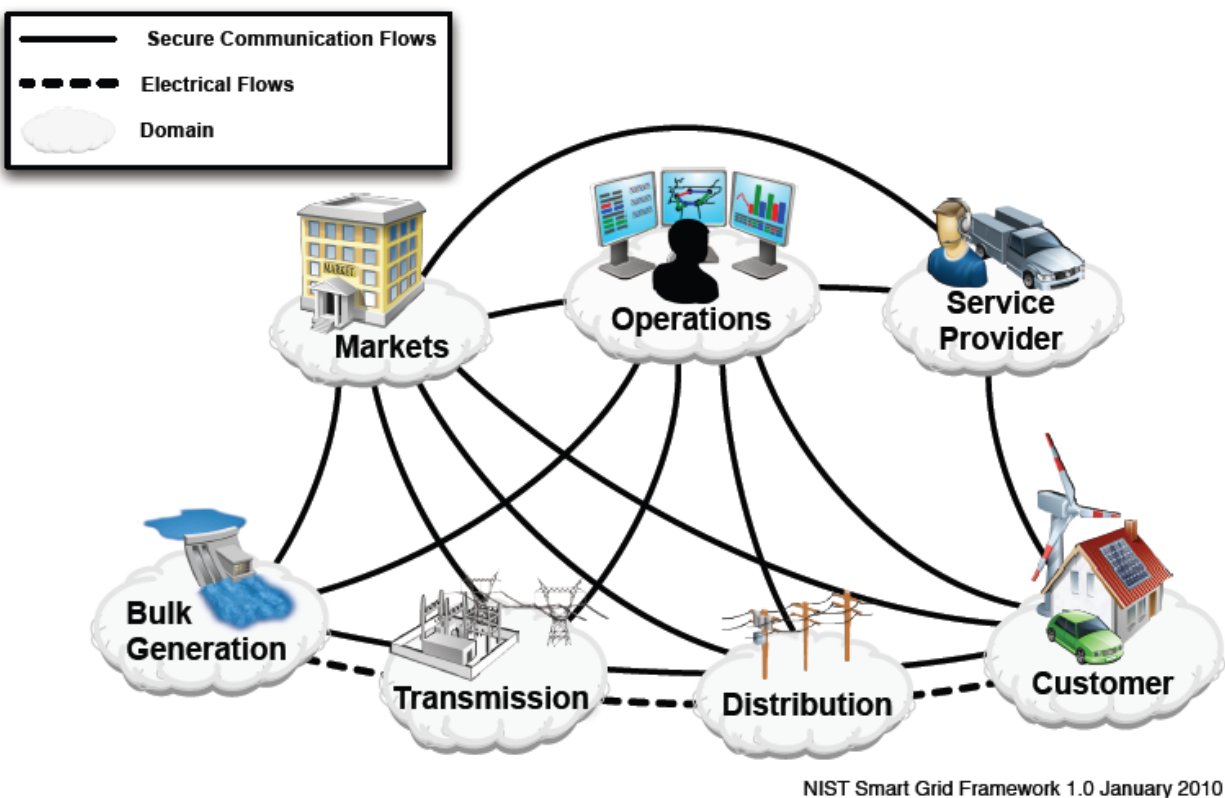 Secure Communication Flows
Electrical Flows
Domain
MARKET
Markets
Operations
Service
Provider
Bulk
Generation
Transmission
Distribution
Customer
NIST Smart Grid Framework 1.0 January 2010